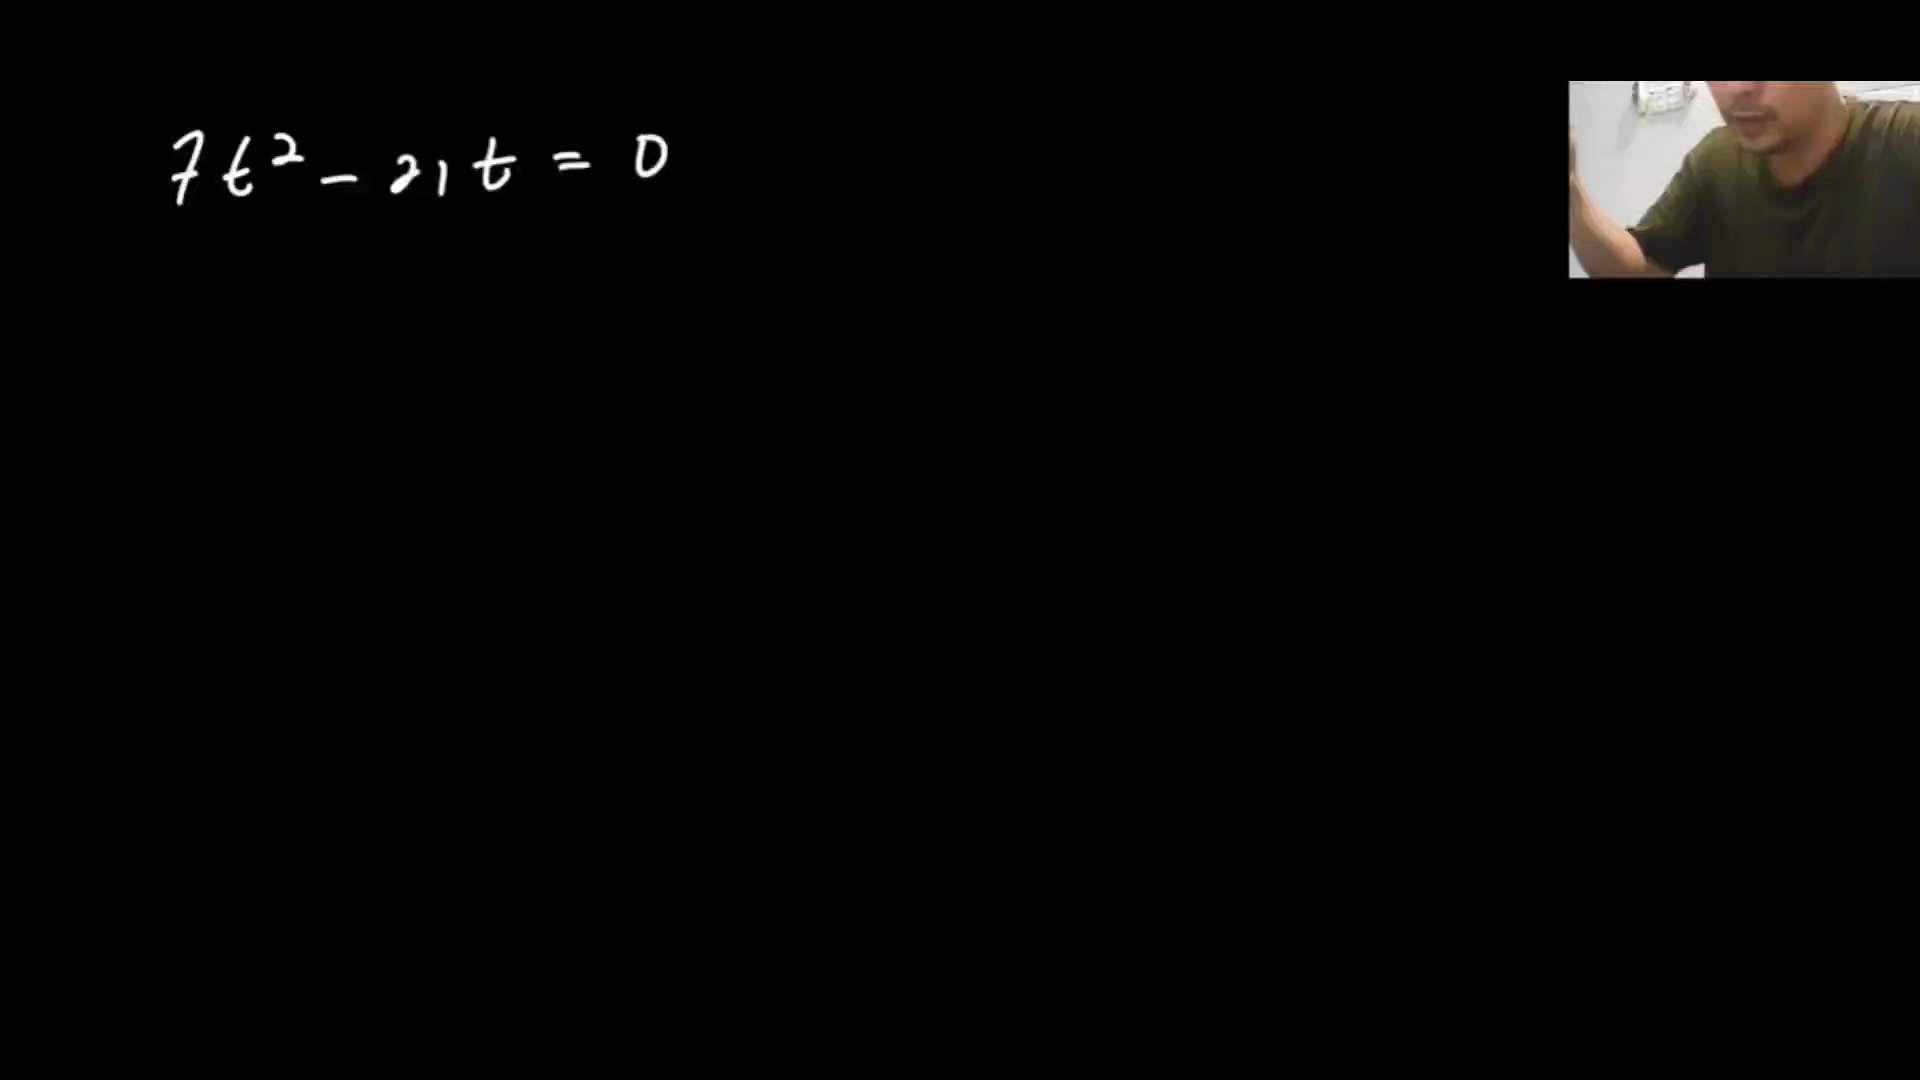 7t² - 21t = 0